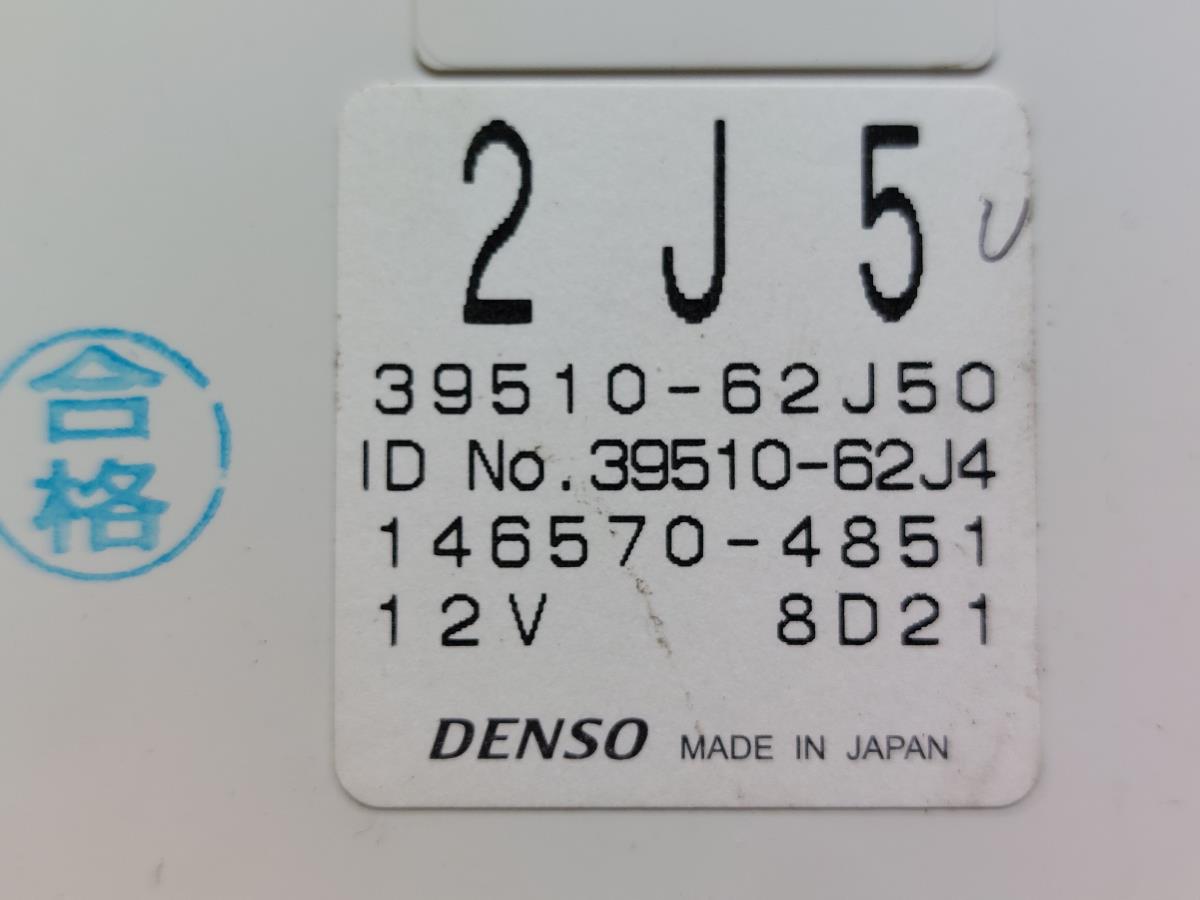 2 J 5
U
39510-62J50
ID No.39510-62J4
146570-4851
12V 8D21
DENSO MADE IN JAPAN
合格